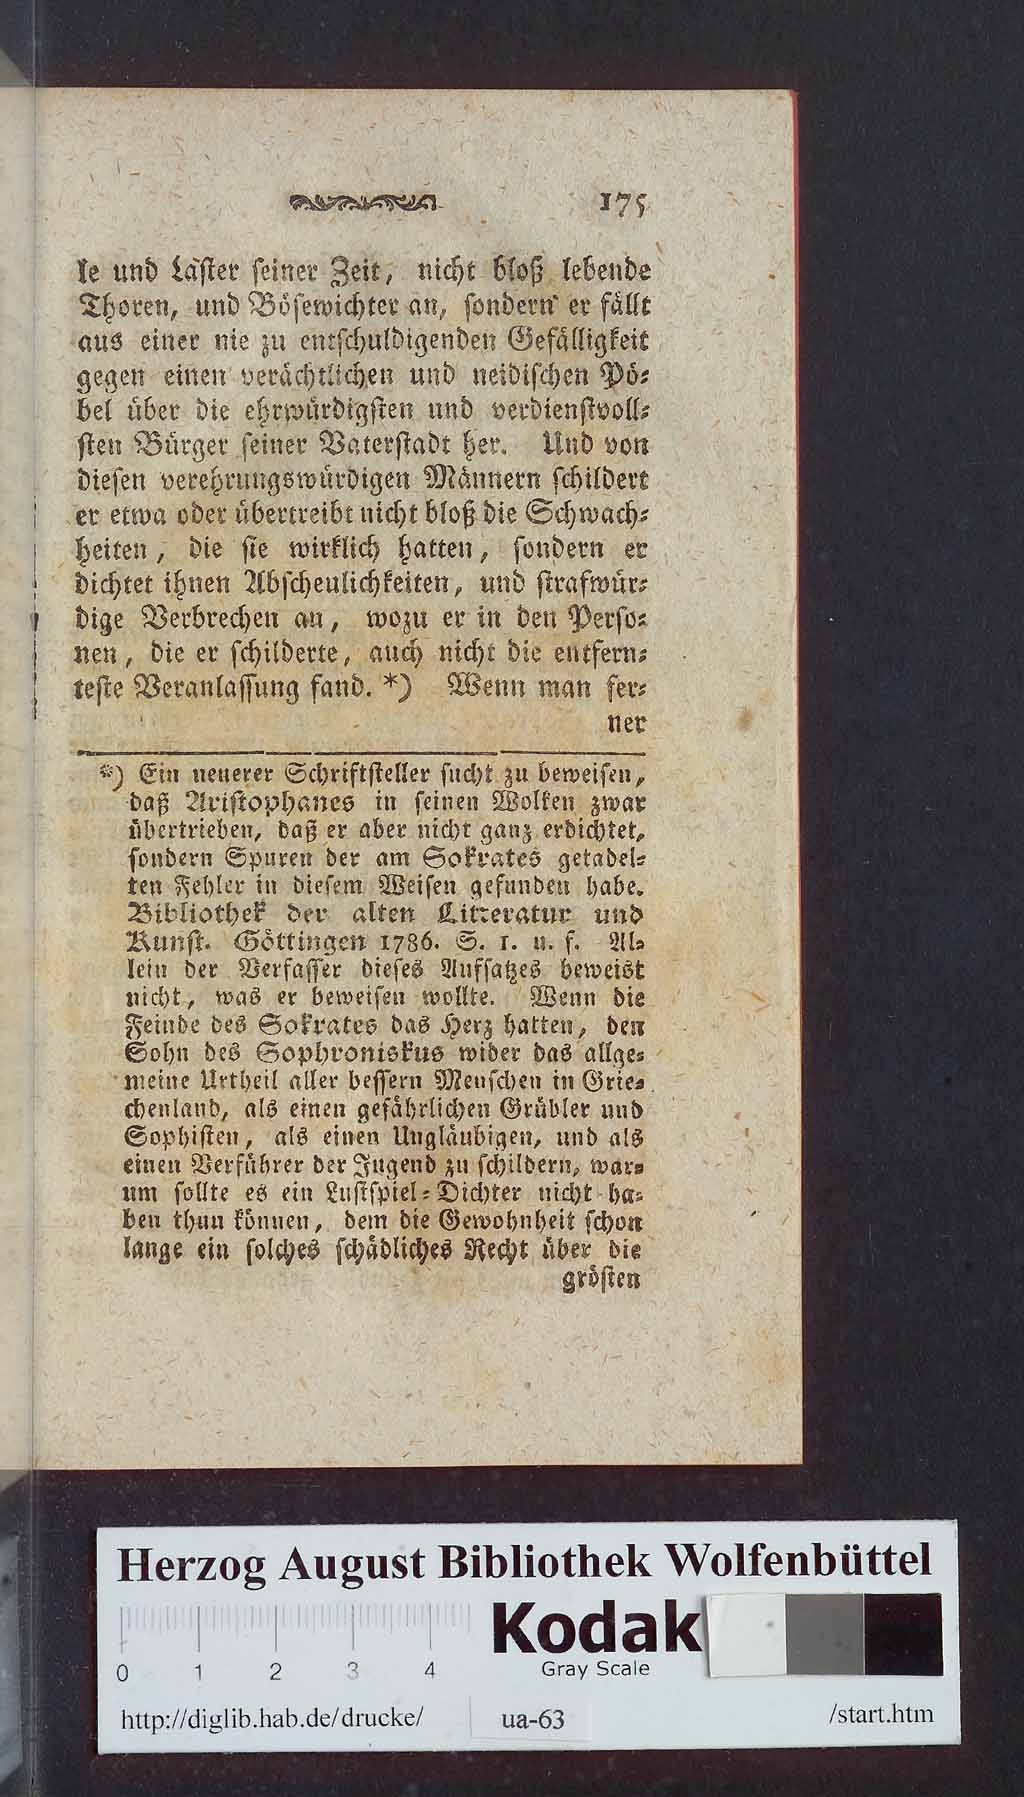 175
le und Laster seiner Zeit, nicht bloß lebende
Thoren, und Bösewichter an, sondern er fällt
aus einer nie zu entschuldigenden Gefälligkeit
gegen einen verächtlichen und neidischen Pö-
bel über die ehrwürdigsten und verdienstvoll-
sten Bürger seiner Vaterstadt her. Und von
diesen verehrungswürdigen Männern schildert
er etwa oder übertreibt nicht bloß die Schwach-
heiten, die sie wirklich hatten, sondern er
dichtet ihnen Abscheulichkeiten, und strafwür-
dige Verbrechen an, wozu er in den Perso-
nen, die er schilderte, auch nicht die entfern-
teste Veranlassung fand. *) Wenn man fer-
ner
*) Ein neuerer Schriftsteller sucht zu beweisen,
daß Aristophanes in seinen Wolken zwar
übertrieben, daß er aber nicht ganz erdichtet,
sondern Spuren der am Sokrates getadel-
ten Fehler in diesem Weisen gefunden habe.
Bibliothek der alten Litteratur und
Kunst. Göttingen 1786. S. 1. u. f. Al-
lein der Verfasser dieses Aufsatzes beweist
nicht, was er beweisen wollte. Wenn die
Feinde des Sokrates das Herz hatten, den
Sohn des Sophroniskus wider das allge-
meine Urtheil aller bessern Menschen in Grie-
chenland, als einen gefährlichen Grübler und
Sophisten, als einen Ungläubigen, und als
einen Verführer der Jugend zu schildern, war-
um sollte es ein Lustspiel-Dichter nicht ha-
ben thun können, dem die Gewohnheit schon
lange ein solches schädliches Recht über die
grösten
Herzog August Bibliothek Wolfenbüttel
Kodak
Gray Scale
0 1 2 3 4
http://diglib.hab.de/drucke/ ua-63 /start.htm